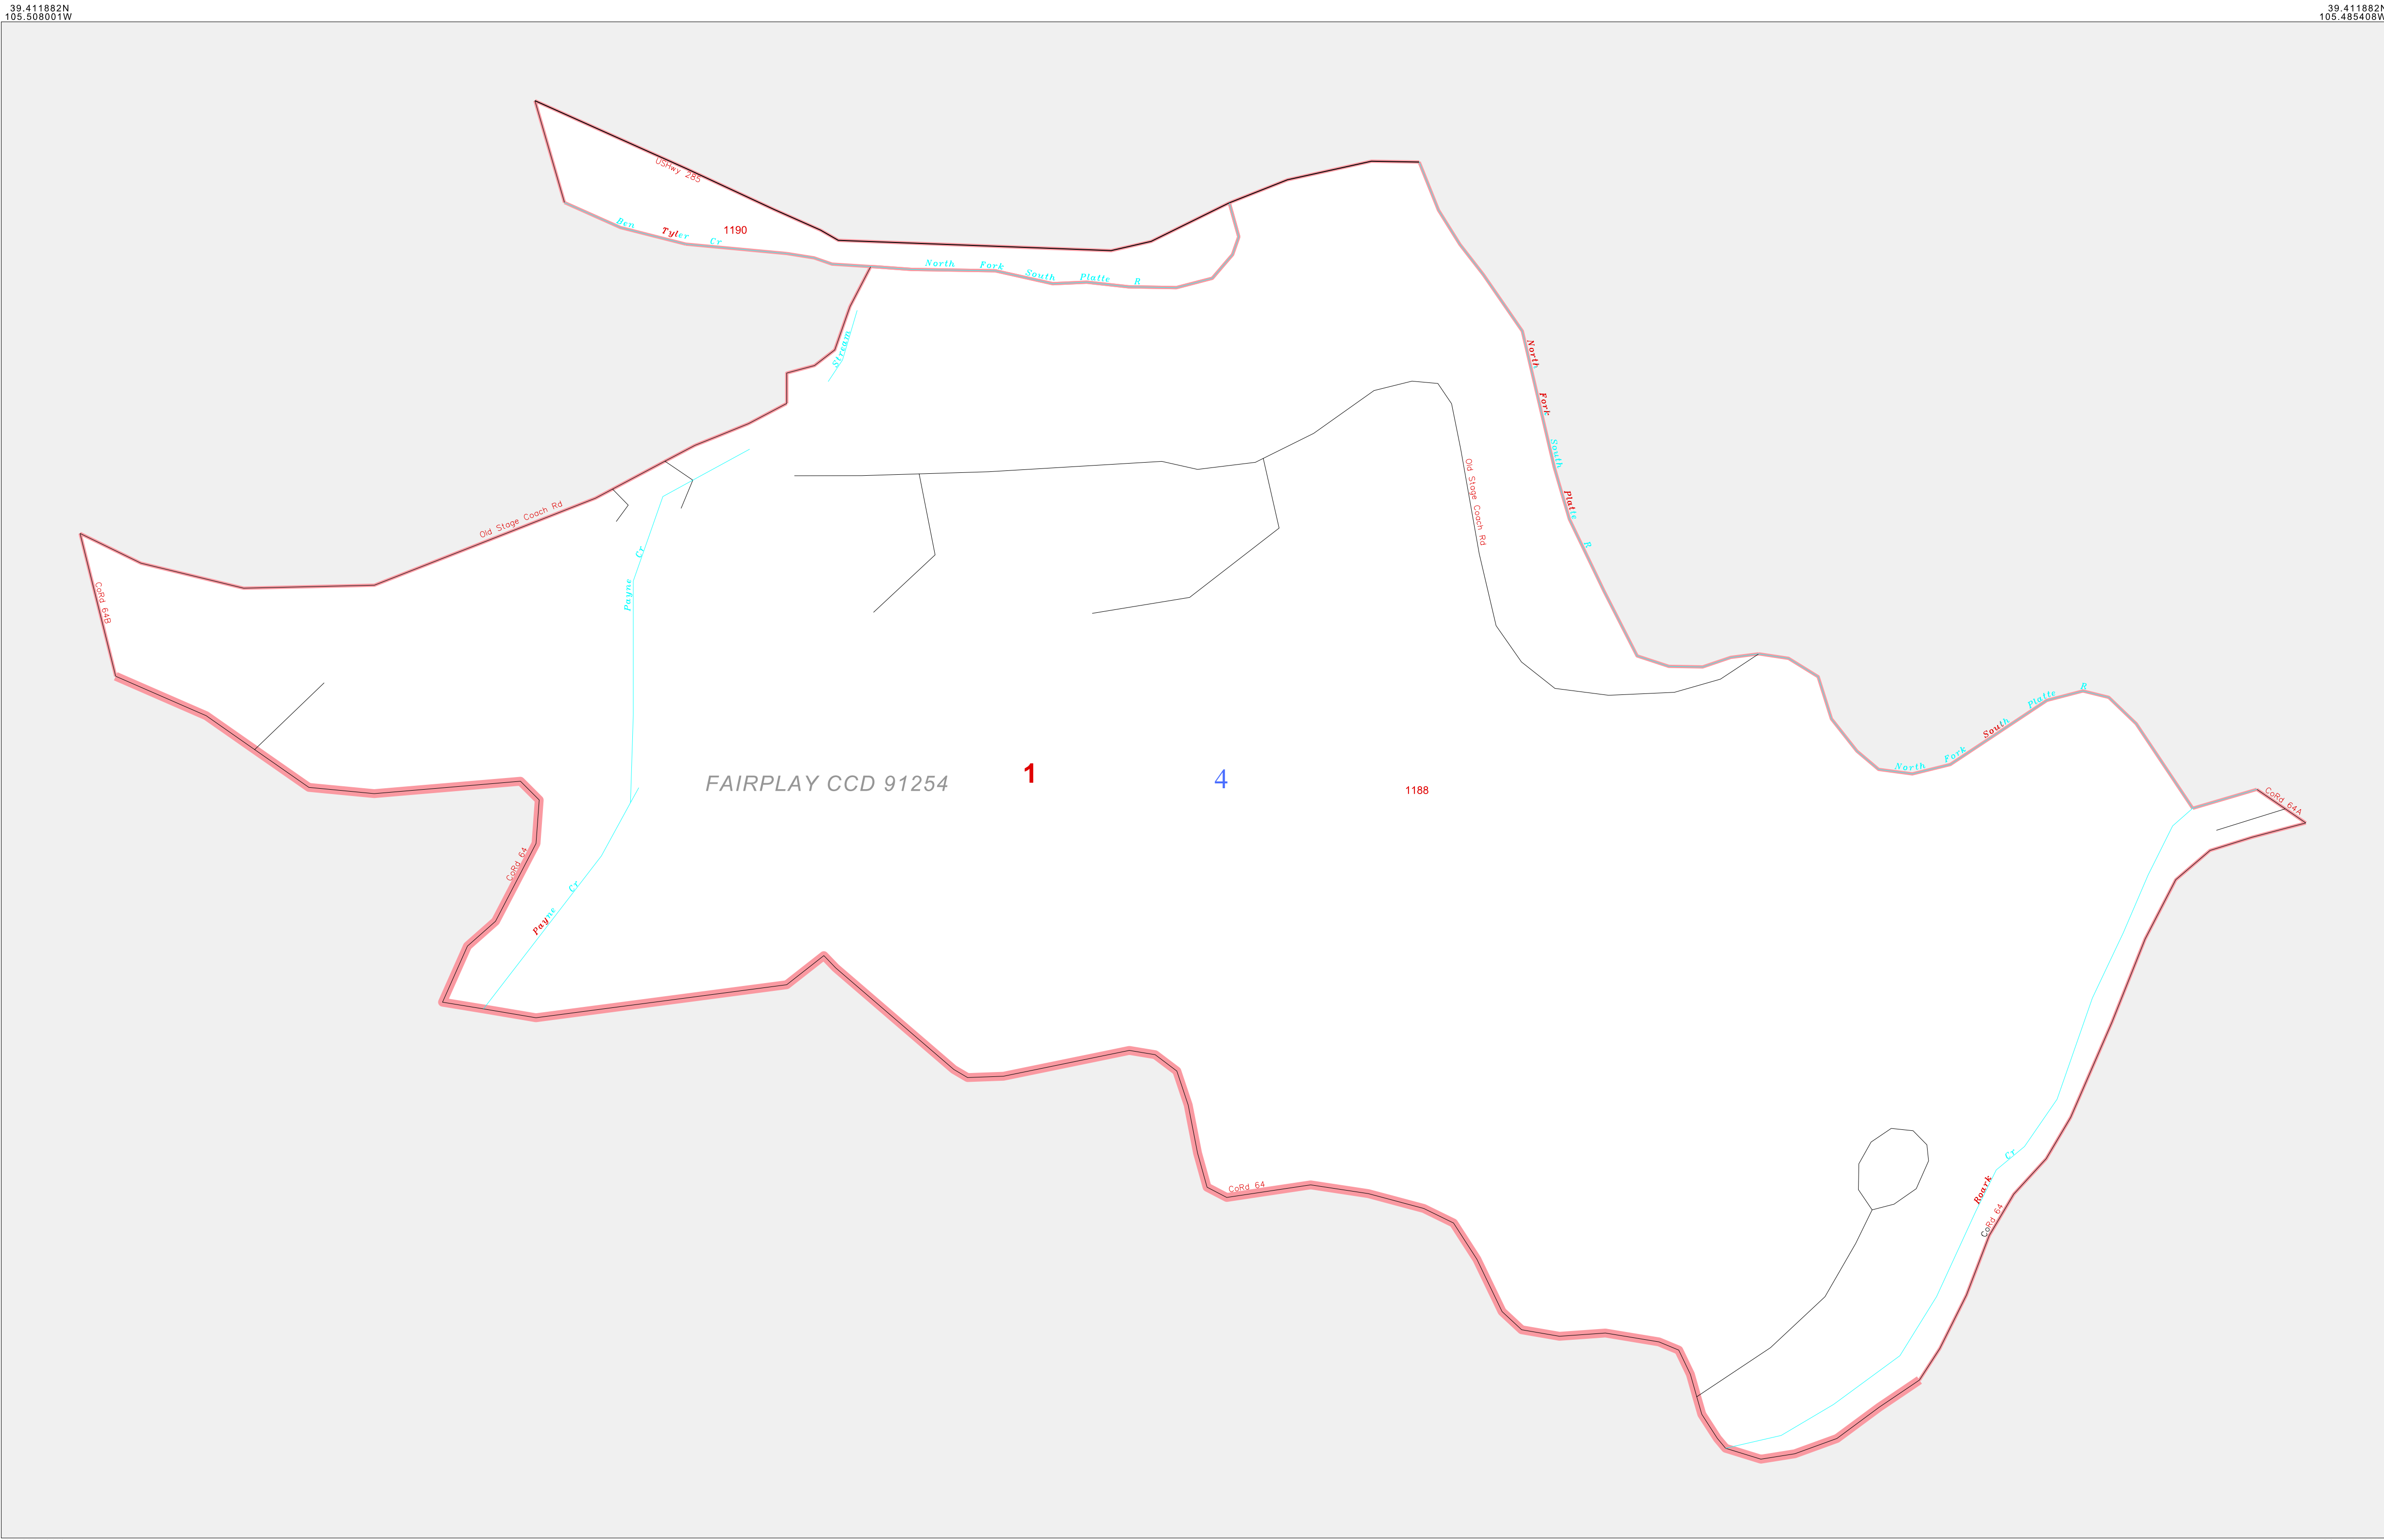 39.411882N
105.508001W
39.411882N
105.485408W
USHwy 285
Ben Tyler Cr
1190
North Fork South Platte R
Stream
North Fork South Platte R
Old Stage Coach Rd
Old Stage Coach Rd
Payne Cr
CoRd 64B
North Fork South Platte R
FAIRPLAY CCD 91254
1
4
1188
CoRd 64A
CoRd 64
Payne Cr
CoRd 64
Roark Cr
CoRd 64